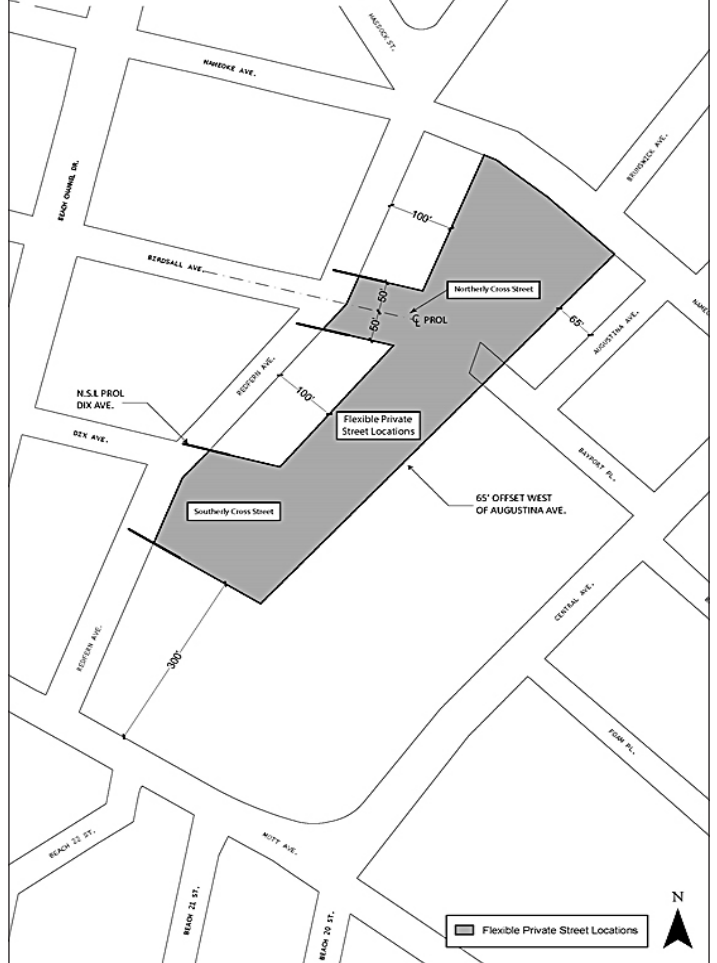 HASSOCK ST.
NAMEOKE AVE.
BRUNSWICK AVE.
BEACH CHANNEL DR.
100'
BIRDSALL AVE.
50'
Northerly Cross Street
℄ PROL
50'
65'
AUGUSTINA AVE.
REDFERN AVE.
N.S.L PROL
DIX AVE.
100'
Flexible Private
Street Locations
DIX AVE.
BAYPORT PL.
65' OFFSET WEST
OF AUGUSTINA AVE.
Southerly Cross Street
CENTRAL AVE.
REDFERN AVE.
300'
FOAM PL.
BEACH 22 ST.
MOTT AVE.
BEACH 21 ST.
BEACH 20 ST.
N
Flexible Private Street Locations